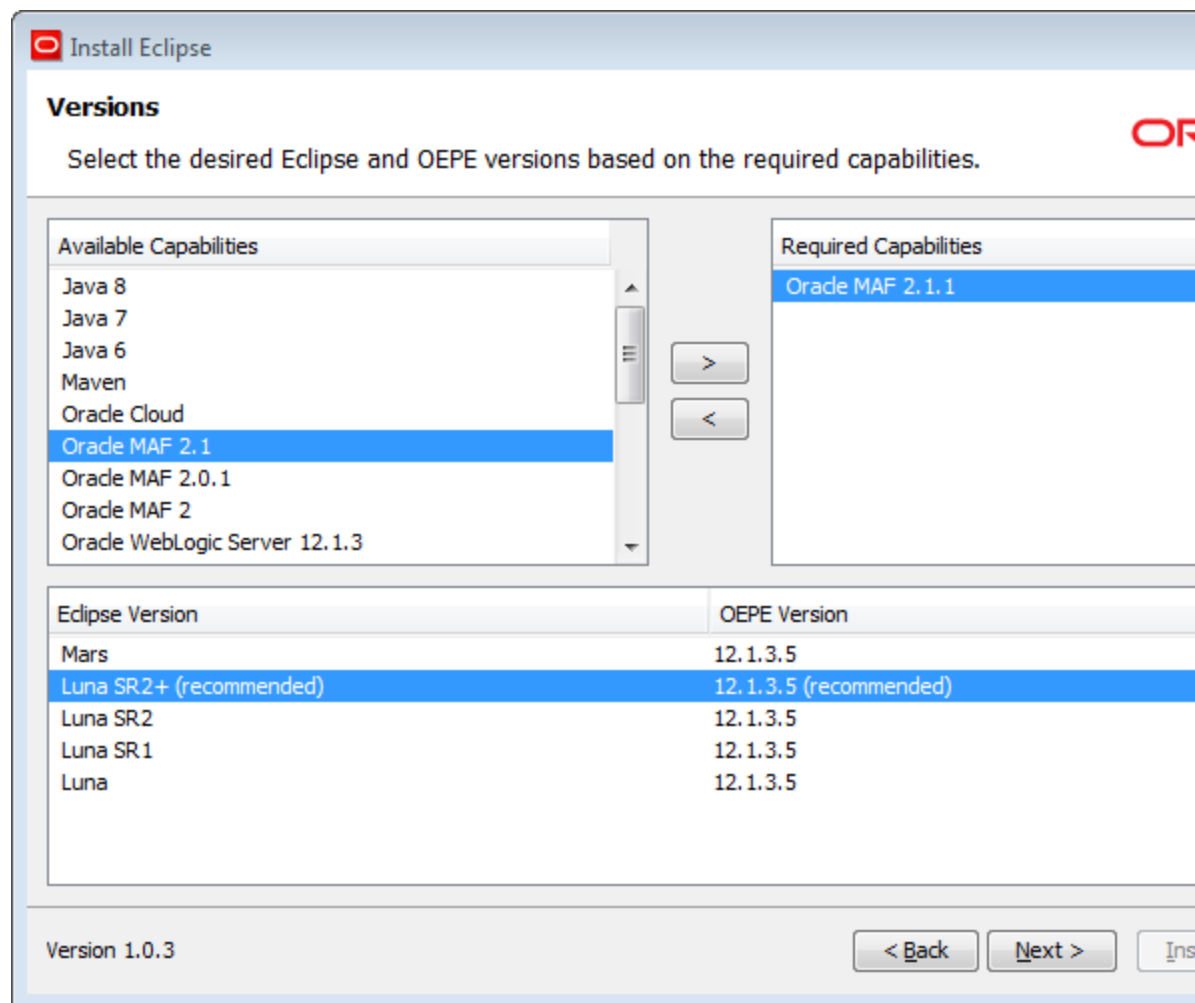 Install Eclipse
Versions
Select the desired Eclipse and OEPE versions based on the required capabilities.
Available Capabilities
Java 8
Java 7
Java 6
Maven
Oracle Cloud
Oracle MAF 2.1
Oracle MAF 2.0.1
Oracle MAF 2
Oracle WebLogic Server 12.1.3
>
<
Required Capabilities
Oracle MAF 2.1.1
Eclipse Version OEPE Version
Mars 12.1.3.5
Luna SR2+ (recommended) 12.1.3.5 (recommended)
Luna SR2 12.1.3.5
Luna SR1 12.1.3.5
Luna 12.1.3.5
Version 1.0.3 < Back Next >